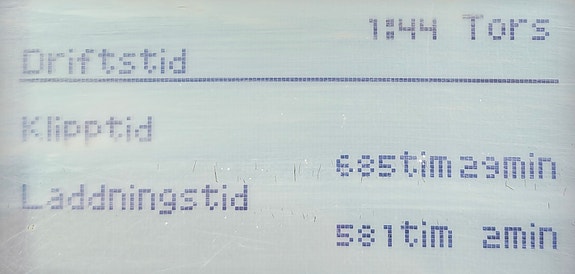 1:44 Tors
Driftstid
Klipptid
685tim 29min
Laddningstid
581tim 2min